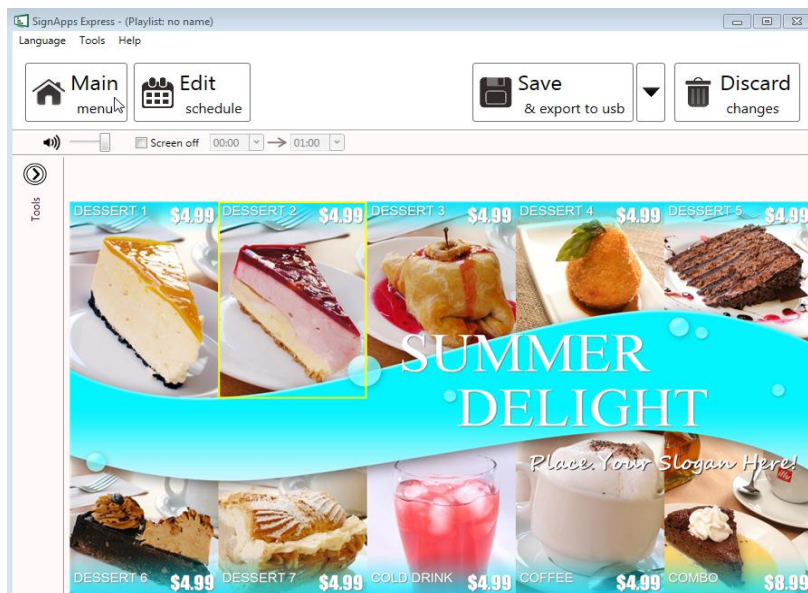 SignApps Express - (Playlist: no name)
Language Tools Help
Main
menu
Edit
schedule
Save
& export to usb
Discard
changes
Screen off 00:00 01:00
Tools
DESSERT 1 $4.99 DESSERT 2 $4.99 DESSERT 3 $4.99 DESSERT 4 $4.99 DESSERT 5 $4.99
SUMMER
DELIGHT
Place Your Slogan Here!
illy
DESSERT 6 $4.99 DESSERT 7 $4.99 COLD DRINK $4.99 COFFEE $4.99 COMBO $8.99